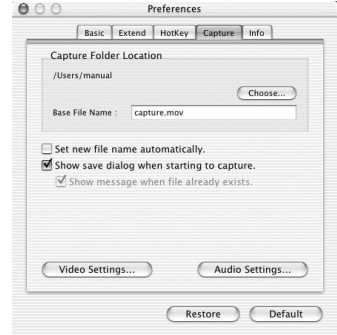 Preferences
Basic Extend HotKey Capture Info
Capture Folder Location
/Users/manual
Choose...
Base File Name : capture.mov
Set new file name automatically.
Show save dialog when starting to capture.
Show message when file already exists.
Video Settings... Audio Settings...
Restore Default